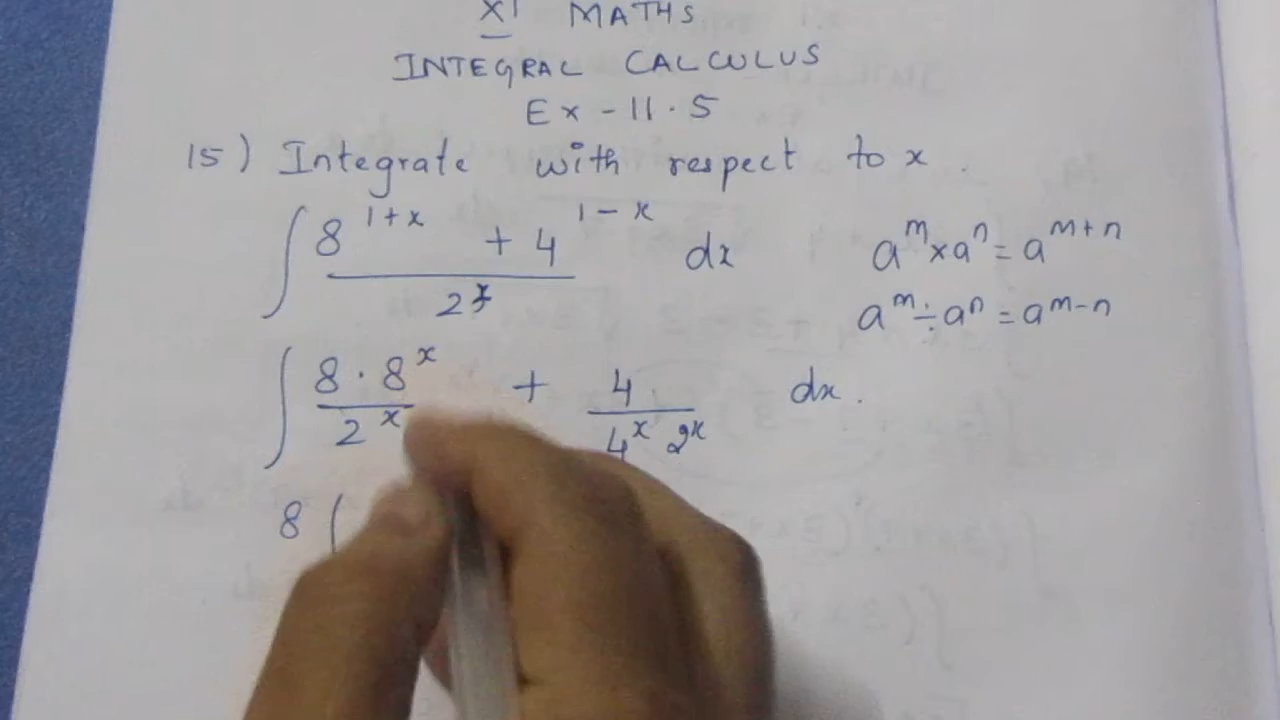 XI MATHS
INTEGRAL CALCULUS
Ex - 11.5
15) Integrate with respect to x.
∫ (8^(1+x) + 4^(1-x)) / 2^x dx
a^m × a^n = a^(m+n)
a^m ÷ a^n = a^(m-n)
∫ (8 · 8^x) / 2^x + 4 / (4^x 2^x) dx.
8 (